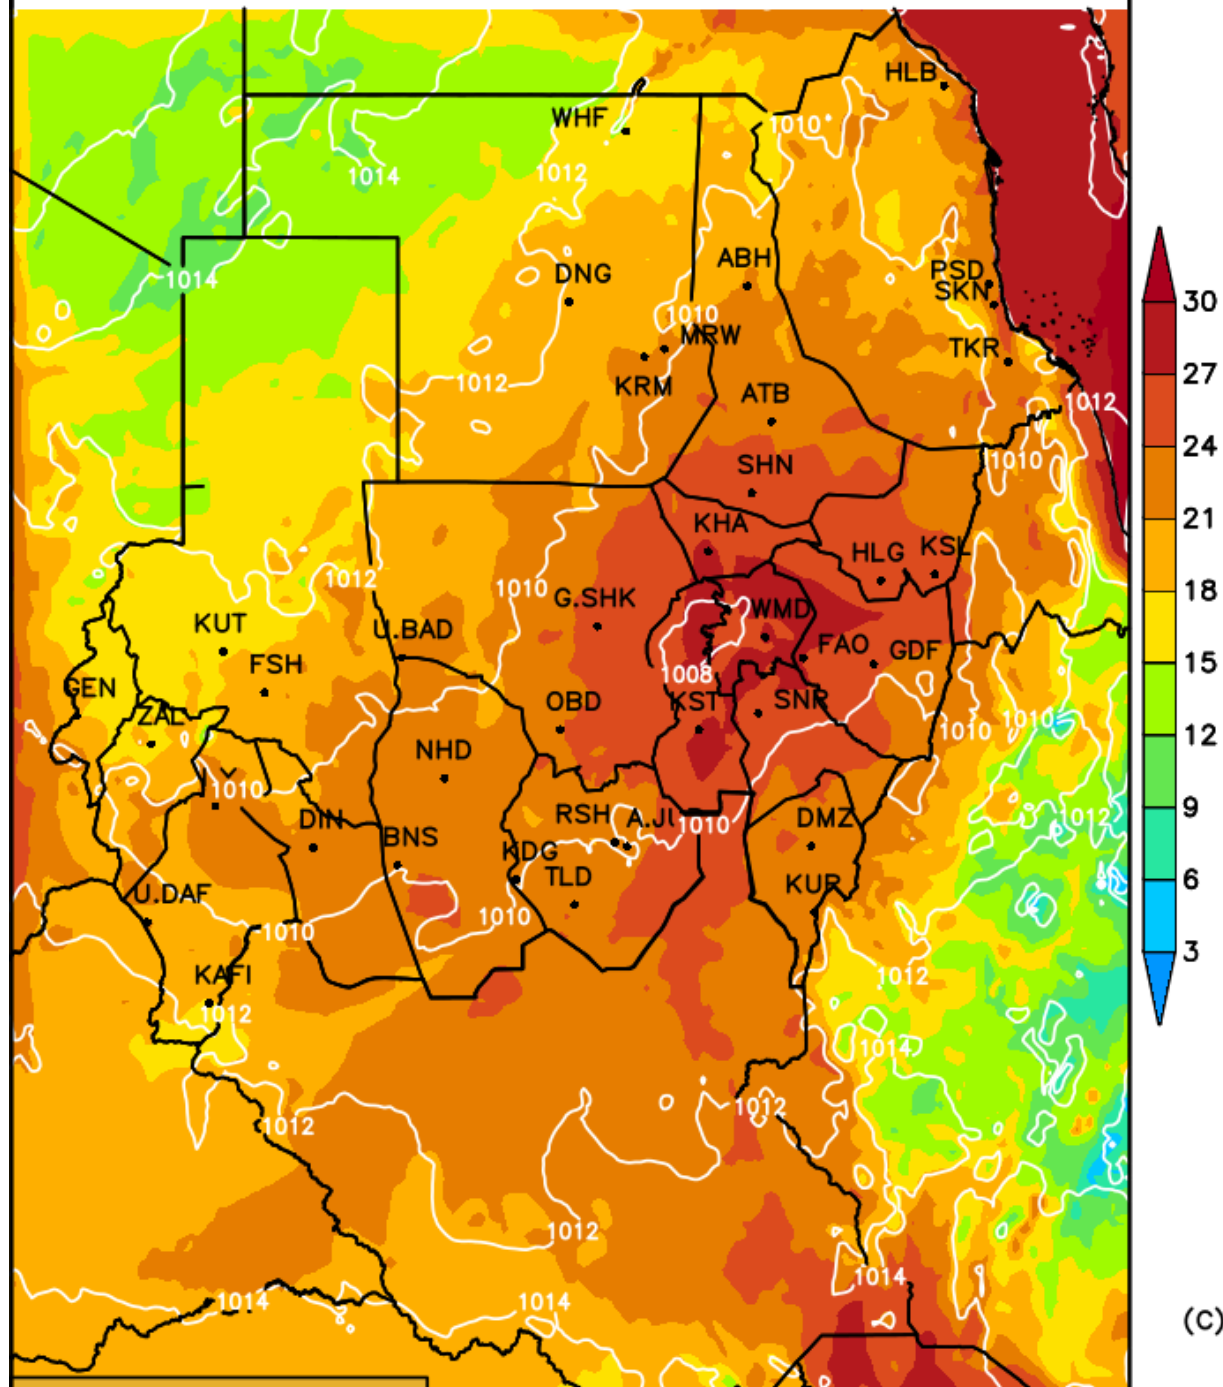 HLB
WHF
1010
1012
1014
ABH
DNG
PSD
1014
SKN
1010
MRW
TKR
1012
KRM
ATB
1012
1010
SHN
KHA
HLG KSL
1012
1010
G.SHK
WMD
KUT
U.BAD
FAO
GDF
FSH
1008
GEN
OBD
KST
SNR
ZAL
1010
1010
NHD
1010
RSH
A.JU
1010
DMZ
1012
DIN
BNS
KDG
TLD
KUR
U.DAF
1010
1010
KAFI
1012
1012
1014
1012
1012
1012
1014
1014
1014
30
27
24
21
18
15
12
9
6
3
(C)